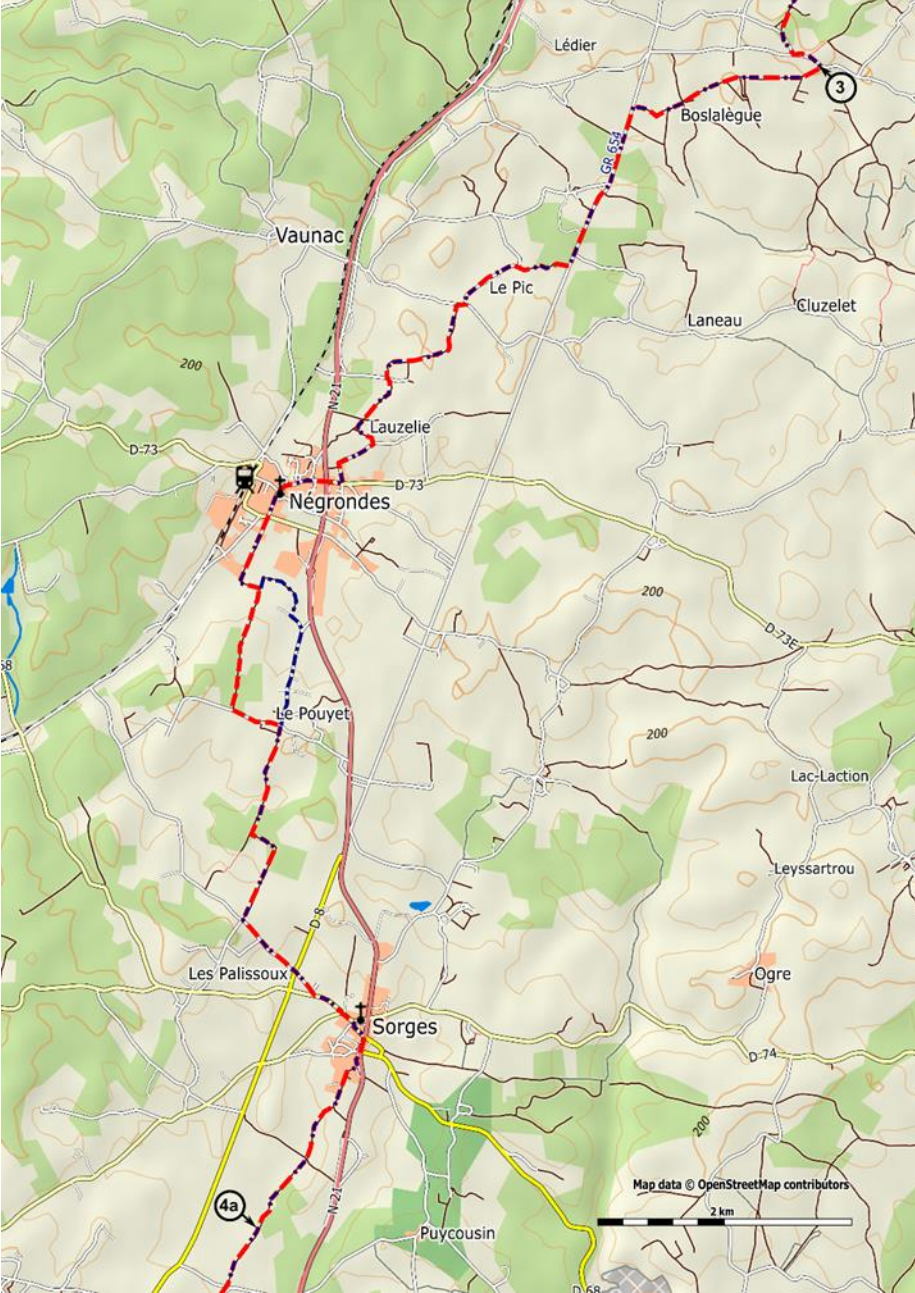 Lédier
3
Boslalègue
GR 654
Vaunac
Le Pic
Cluzelet
Laneau
200
N 21
Lauzelie
D 73
D 73
Négrondes
200
D 73E
68
Le Pouyet
200
Lac-Laction
Leyssartrou
D 8
Les Palissoux
Ogre
Sorges
D 74
200
Map data © OpenStreetMap contributors
4a
N 21
2 km
Puycousin
D 68